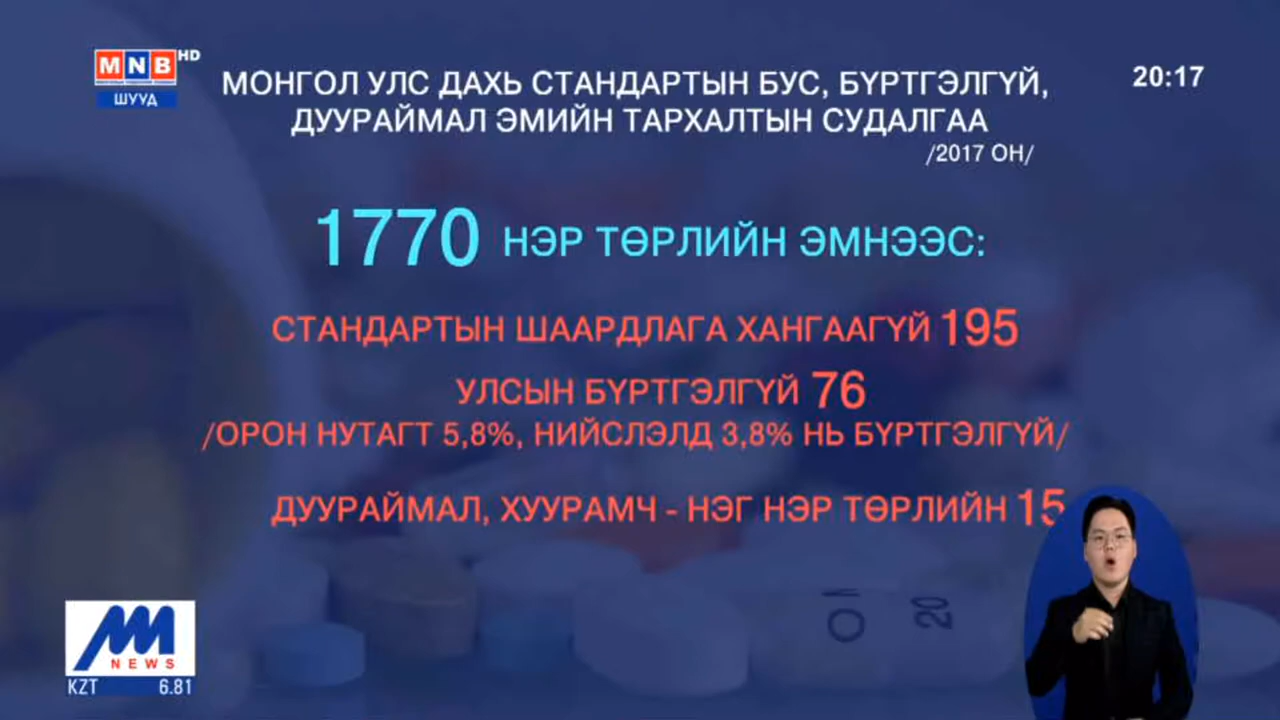 MNB HD
ШУУД
МОНГОЛ УЛС ДАХЬ СТАНДАРТЫН БУС, БҮРТГЭЛГҮЙ,
ДУУРАЙМАЛ ЭМИЙН ТАРХАЛТЫН СУДАЛГАА
/2017 ОН/
20:17
1770 НЭР ТӨРЛИЙН ЭМНЭЭС:
СТАНДАРТЫН ШААРДЛАГА ХАНГААГҮЙ 195
УЛСЫН БҮРТГЭЛГҮЙ 76
/ОРОН НУТАГТ 5,8%, НИЙСЛЭЛД 3,8% НЬ БҮРТГЭЛГҮЙ/
ДУУРАЙМАЛ, ХУУРАМЧ - НЭГ НЭР ТӨРЛИЙН 15
NEWS
KZT 6.81
20